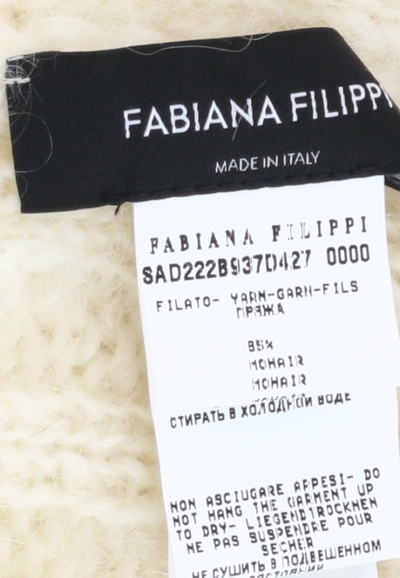 FABIANA FILIPPI
MADE IN ITALY
FABIANA FILIPPI
SAD222B937D427 0000
FILATO- YARN-GARN-FILS
ПРЯЖА
85%
MOHAIR
MOHAIR
СТИРАТЬ В ХОЛОДНОЙ ВОДЕ
NON ASCIUGARE APPESI- DO
NOT HANG THE GARMENT UP
TO DRY- LIEGENDTROCKNEN
NE PAS SUSPENDRE POUR
SECHER
НЕ СУШИТЬ В ПОДВЕШЕННОМ
СОСТОЯНИИ